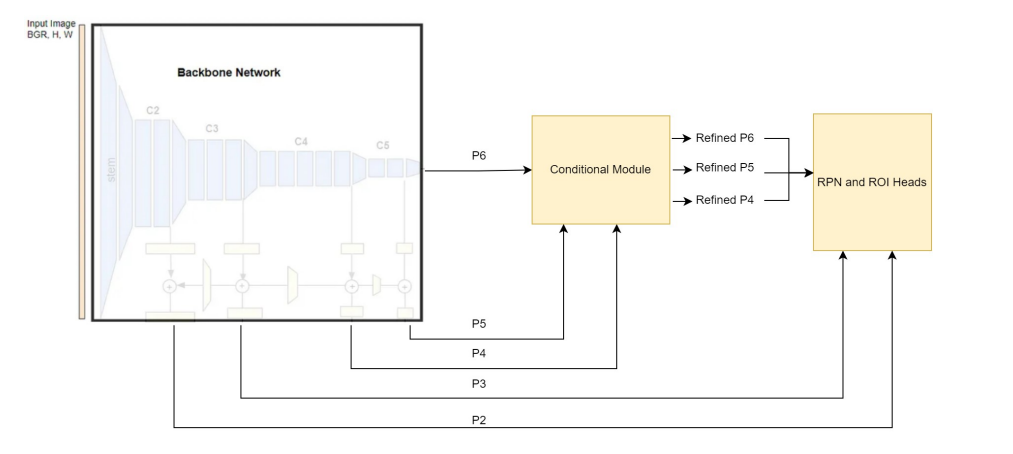 Input Image
BGR, H, W
Backbone Network
C2
C3
C4
C5
stem
P6
Conditional Module
Refined P6
Refined P5
Refined P4
RPN and ROI Heads
P5
P4
P3
P2